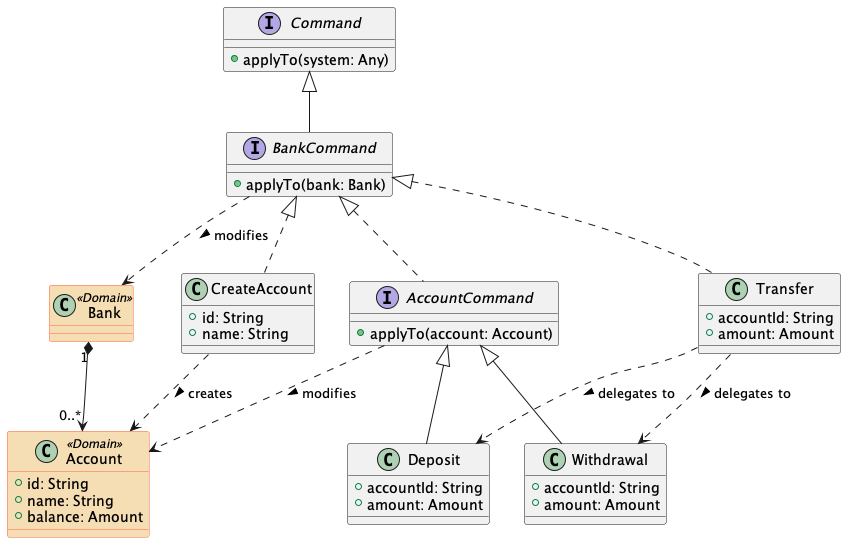 I Command
applyTo(system: Any)
I BankCommand
applyTo(bank: Bank)
modifies
C «Domain»
Bank
C CreateAccount
id: String
name: String
I AccountCommand
applyTo(account: Account)
C Transfer
accountId: String
amount: Amount
1
0..*
creates
modifies
delegates to
delegates to
C «Domain»
Account
id: String
name: String
balance: Amount
C Deposit
accountId: String
amount: Amount
C Withdrawal
accountId: String
amount: Amount